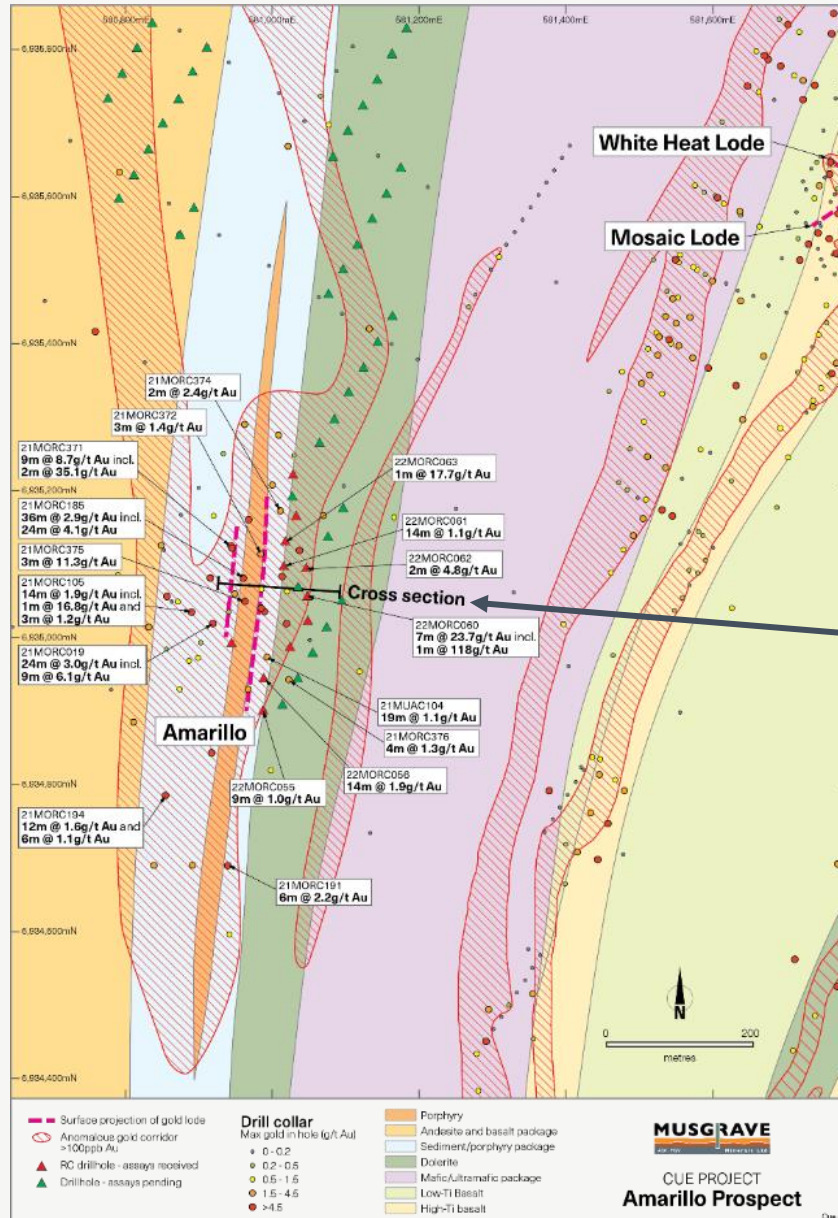 580,800mE
581,000mE
581,200mE
581,400mE
581,600mE
6,935,800mN
6,935,600mN
6,935,400mN
6,935,200mN
6,935,000mN
6,934,800mN
6,934,600mN
6,934,400mN
White Heat Lode
Mosaic Lode
21MORC374
2m @ 2.4g/t Au
21MORC372
3m @ 1.4g/t Au
21MORC371
9m @ 8.7g/t Au incl.
2m @ 35.1g/t Au
21MORC185
36m @ 2.9g/t Au incl.
24m @ 4.1g/t Au
21MORC375
3m @ 11.3g/t Au
21MORC105
14m @ 1.9g/t Au incl.
1m @ 16.8g/t Au and
3m @ 1.2g/t Au
21MORC019
24m @ 3.0g/t Au incl.
9m @ 6.1g/t Au
22MORC063
1m @ 17.7g/t Au
22MORC061
14m @ 1.1g/t Au
22MORC062
2m @ 4.8g/t Au
Cross section
22MORC060
7m @ 23.7g/t Au incl.
1m @ 118g/t Au
21MUAC104
19m @ 1.1g/t Au
21MORC376
4m @ 1.3g/t Au
Amarillo
22MORC056
14m @ 1.9g/t Au
22MORC055
9m @ 1.0g/t Au
21MORC194
12m @ 1.6g/t Au and
6m @ 1.1g/t Au
21MORC191
6m @ 2.2g/t Au
N
0 200
metres
Surface projection of gold lode
Anomalous gold corridor
>100ppb Au
RC drillhole - assays received
Drillhole - assays pending
Drill collar
Max gold in hole (g/t Au)
0 - 0.2
0.2 - 0.5
0.5 - 1.5
1.5 - 4.5
>4.5
Porphyry
Andesite and basalt package
Sediment/porphyry package
Dolerite
Mafic/ultramafic package
Low-Ti Basalt
High-Ti basalt
MUSGRAVE
Minerals Ltd
CUE PROJECT
Amarillo Prospect